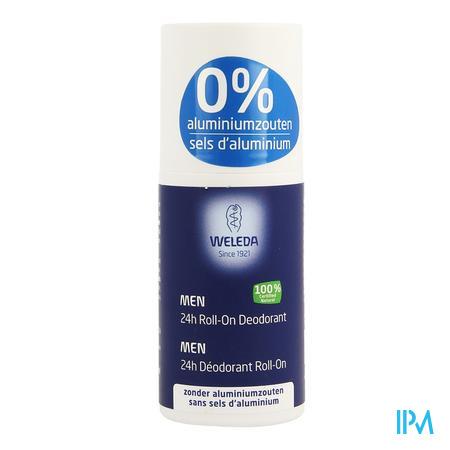 0%
aluminiumzouten
sels d'aluminium
WELEDA
Since 1921
100%
Certified
Natural
MEN
24h Roll-On Deodorant
MEN
24h Déodorant Roll-On
zonder aluminiumzouten
sans sels d'aluminium
IPM